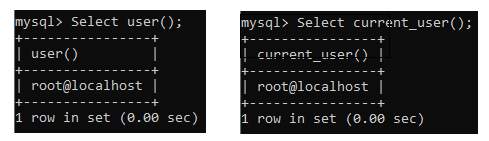 mysql> Select user();
+----------------+
| user()         |
+----------------+
| root@localhost |
+----------------+
1 row in set (0.00 sec)
mysql> Select current_user();
+----------------+
| current_user() |
+----------------+
| root@localhost |
+----------------+
1 row in set (0.00 sec)